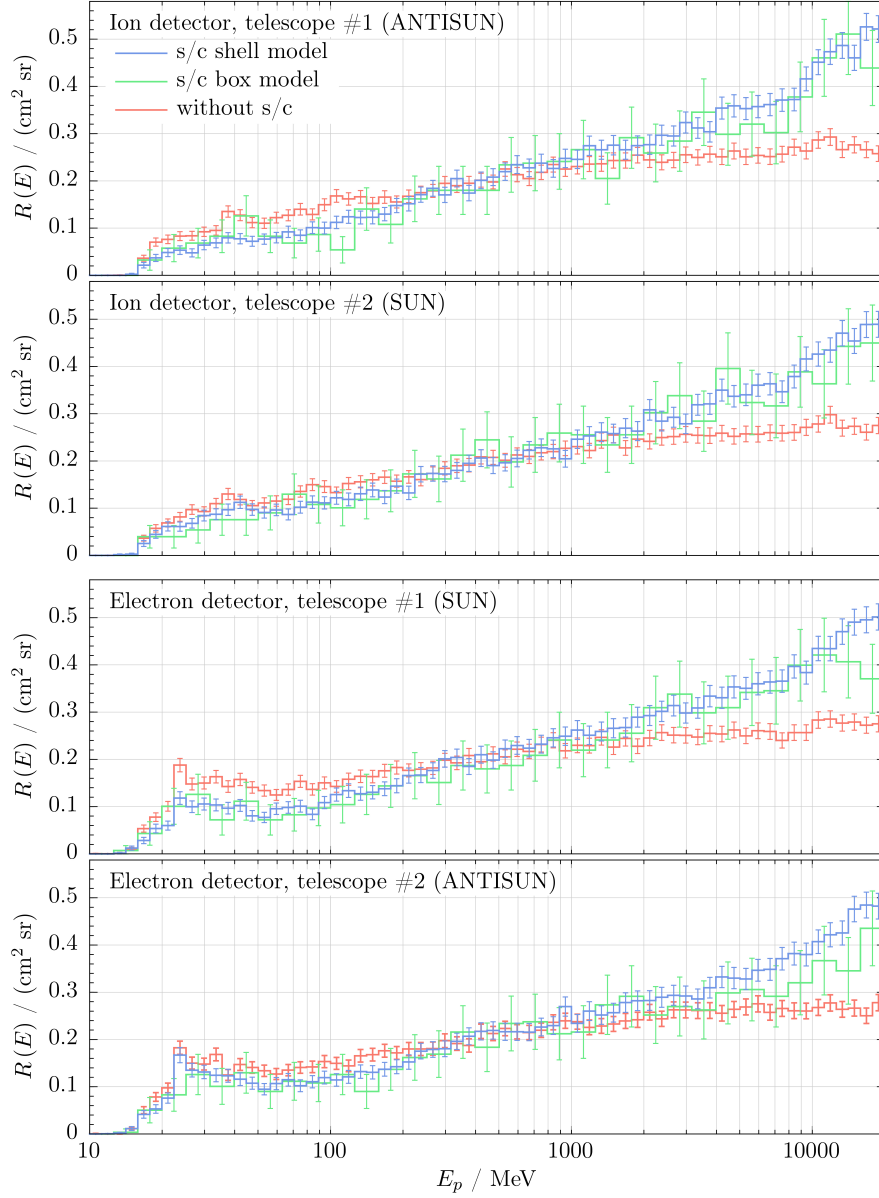 Ion detector, telescope #1 (ANTISUN)
s/c shell model
s/c box model
without s/c
R(E) / (cm² sr)
0.5
0.4
0.3
0.2
0.1
0
Ion detector, telescope #2 (SUN)
R(E) / (cm² sr)
0.5
0.4
0.3
0.2
0.1
0
Electron detector, telescope #1 (SUN)
R(E) / (cm² sr)
0.5
0.4
0.3
0.2
0.1
0
Electron detector, telescope #2 (ANTISUN)
R(E) / (cm² sr)
0.5
0.4
0.3
0.2
0.1
0
10 100 1000 10000
Eₚ / MeV